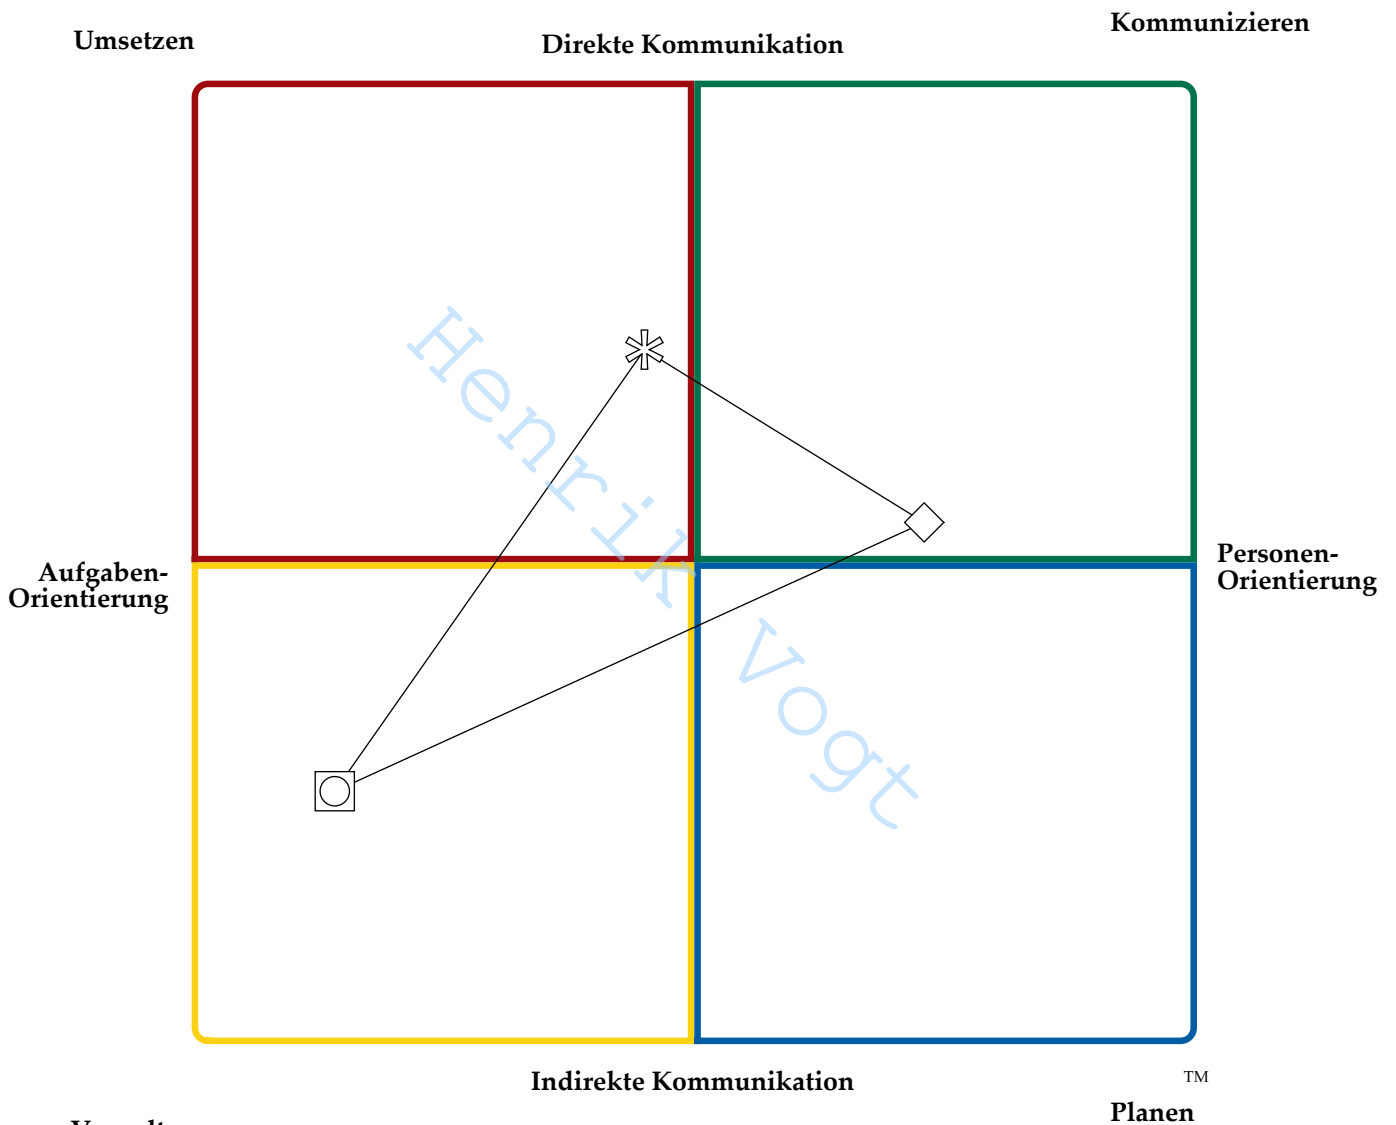 Umsetzen
Direkte Kommunikation
Kommunizieren
Henrik Vogt
Aufgaben-
Orientierung
Personen-
Orientierung
Indirekte Kommunikation
TM
Planen